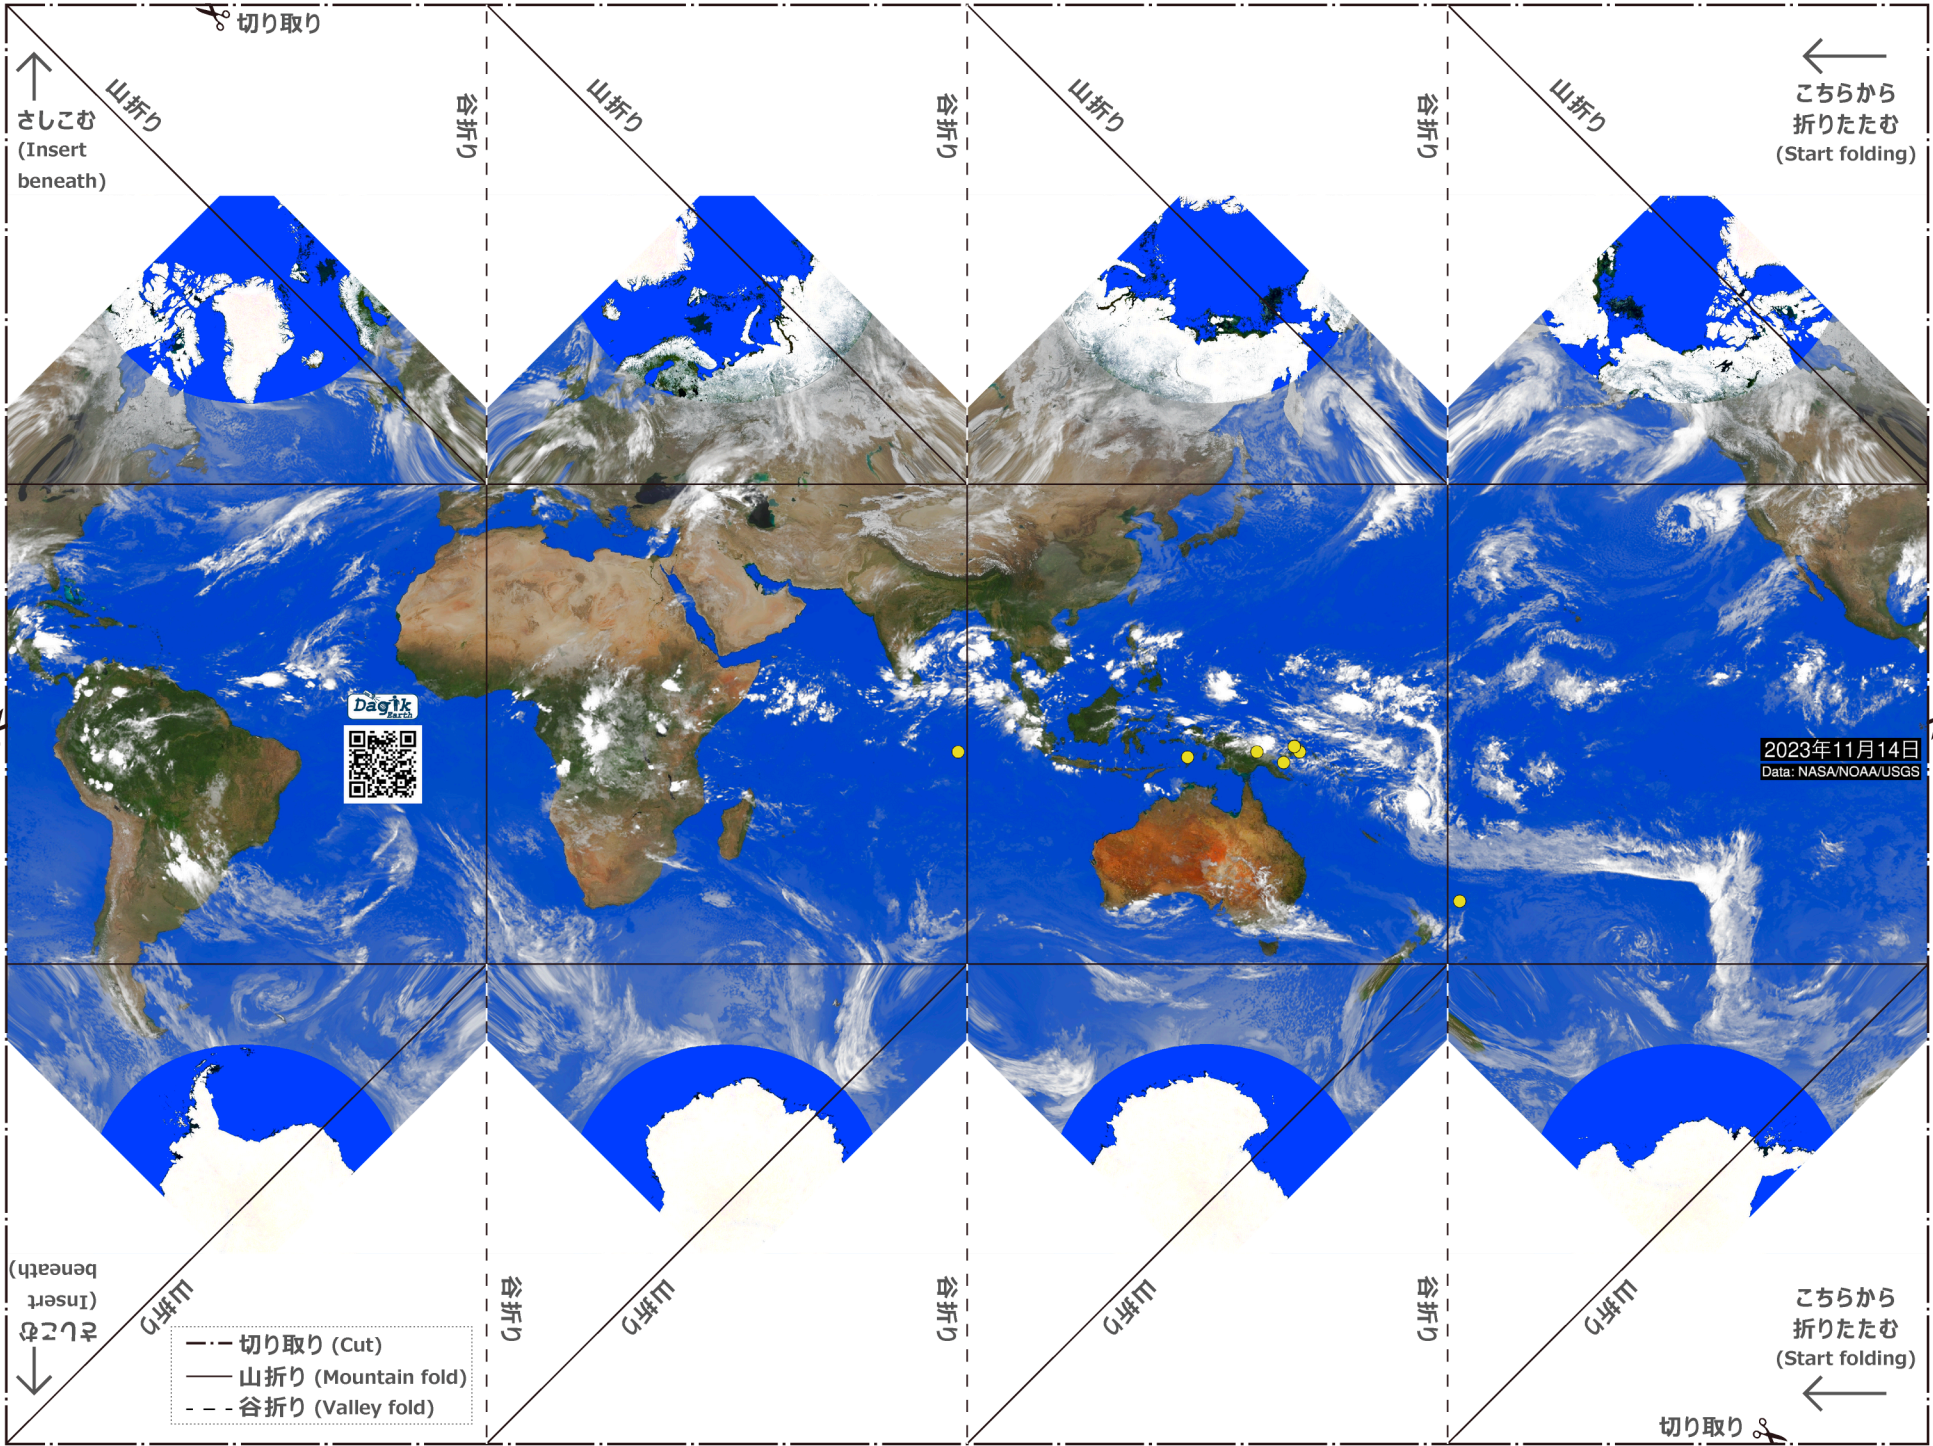 切り取り
さしこむ
(Insert
beneath)
山折り
谷折り
山折り
谷折り
山折り
谷折り
山折り
こちらから
折りたたむ
(Start folding)
Dagik
Earth
2023年11月14日
Data: NASA/NOAA/USGS
さしこむ
(Insert
beneath)
山折り
谷折り
山折り
谷折り
山折り
谷折り
山折り
こちらから
折りたたむ
(Start folding)
切り取り (Cut)
山折り (Mountain fold)
谷折り (Valley fold)
切り取り